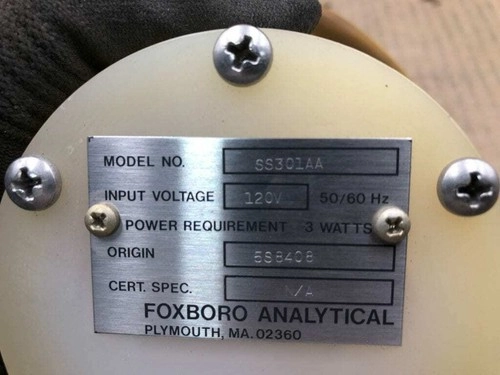 MODEL NO. SS301AA
INPUT VOLTAGE 120V 50/60 Hz
POWER REQUIREMENT 3 WATTS
ORIGIN 6S8408
CERT. SPEC. N/A
FOXBORO ANALYTICAL
PLYMOUTH, MA. 02360